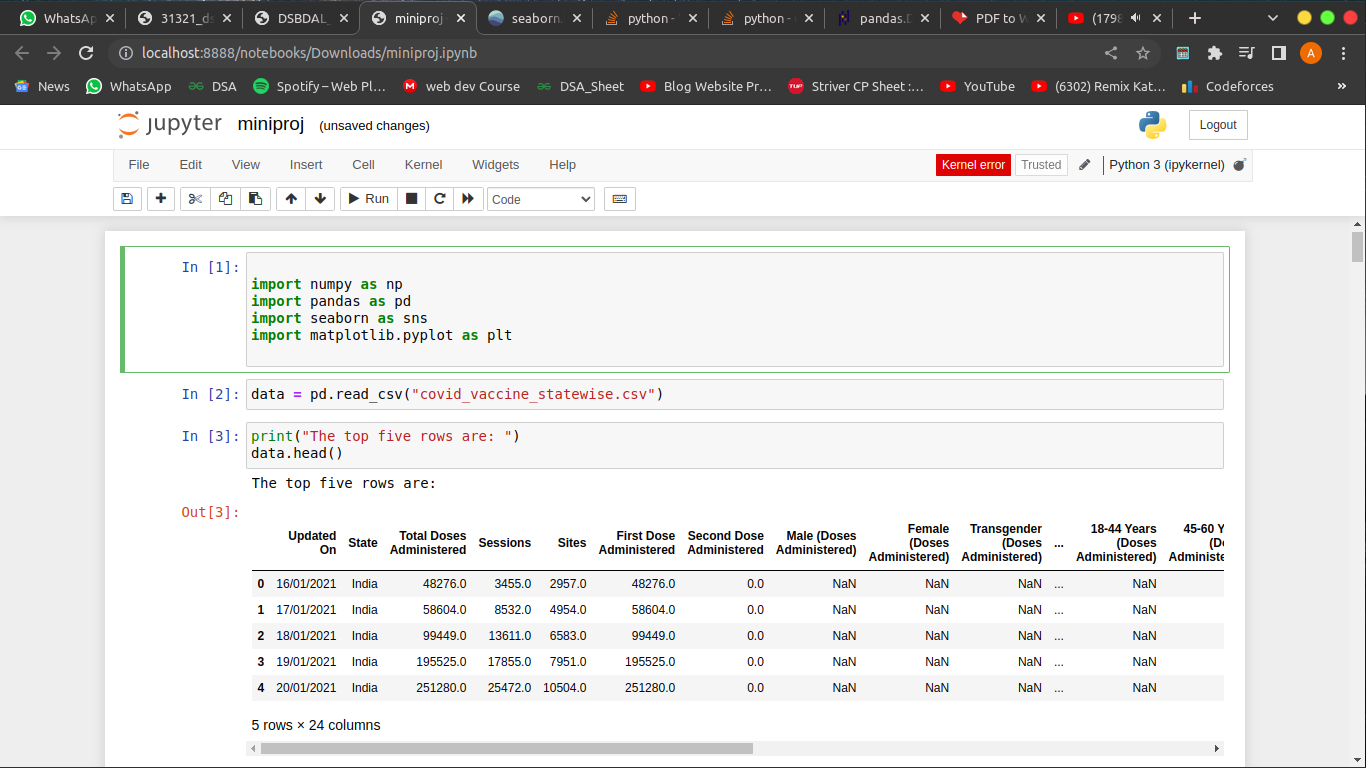 WhatsA
31321_ds
DSBDAL_
miniproj
seaborn.
python -
python -
pandas.D
PDF to W
(1798
localhost:8888/notebooks/Downloads/miniproj.ipynb
A
News
WhatsApp
DSA
Spotify – Web Pl…
web dev Course
DSA_Sheet
Blog Website Pr…
TUF
Striver CP Sheet :…
YouTube
(6302) Remix Kat…
Codeforces
»
jupyter miniproj (unsaved changes)
Logout
File Edit View Insert Cell Kernel Widgets Help
Kernel error Trusted Python 3 (ipykernel)
Run Code
In [1]:
import numpy as np
import pandas as pd
import seaborn as sns
import matplotlib.pyplot as plt
In [2]: data = pd.read_csv("covid_vaccine_statewise.csv")
In [3]: print("The top five rows are: ")
data.head()
The top five rows are:
Out[3]:
Updated On State Total Doses Administered Sessions Sites First Dose Administered Second Dose Administered Male (Doses Administered) Female (Doses Administered) Transgender (Doses Administered) ... 18-44 Years (Doses Administered) 45-60 Y (Do Administe
0 16/01/2021 India 48276.0 3455.0 2957.0 48276.0 0.0 NaN NaN NaN ... NaN
1 17/01/2021 India 58604.0 8532.0 4954.0 58604.0 0.0 NaN NaN NaN ... NaN
2 18/01/2021 India 99449.0 13611.0 6583.0 99449.0 0.0 NaN NaN NaN ... NaN
3 19/01/2021 India 195525.0 17855.0 7951.0 195525.0 0.0 NaN NaN NaN ... NaN
4 20/01/2021 India 251280.0 25472.0 10504.0 251280.0 0.0 NaN NaN NaN ... NaN
5 rows × 24 columns